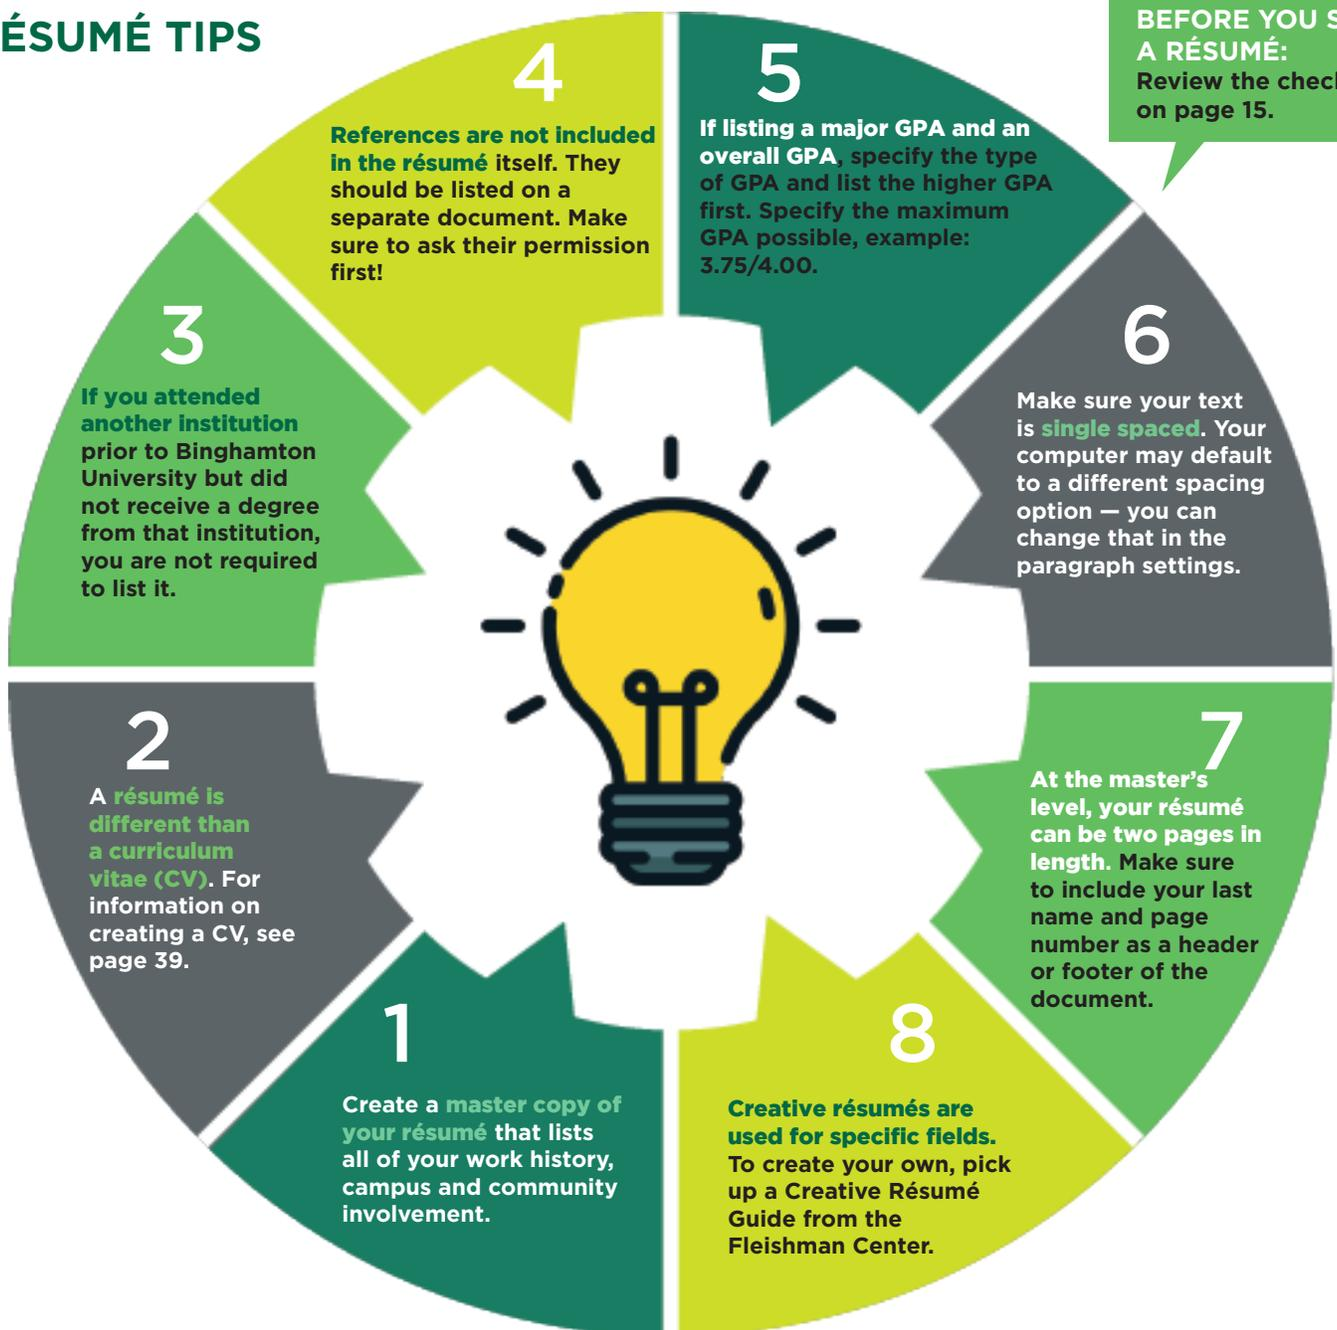 ÉSUMÉ TIPS
BEFORE YOU S
A RÉSUMÉ:
Review the check
on page 15.
1
Create a master copy of
your résumé that lists
all of your work history,
campus and community
involvement.
2
A résumé is
different than
a curriculum
vitae (CV). For
information on
creating a CV, see
page 39.
3
If you attended
another institution
prior to Binghamton
University but did
not receive a degree
from that institution,
you are not required
to list it.
4
References are not included
in the résumé itself. They
should be listed on a
separate document. Make
sure to ask their permission
first!
5
If listing a major GPA and an
overall GPA, specify the type
of GPA and list the higher GPA
first. Specify the maximum
GPA possible, example:
3.75/4.00.
6
Make sure your text
is single spaced. Your
computer may default
to a different spacing
option — you can
change that in the
paragraph settings.
7
At the master’s
level, your résumé
can be two pages in
length. Make sure
to include your last
name and page
number as a header
or footer of the
document.
8
Creative résumés are
used for specific fields.
To create your own, pick
up a Creative Résumé
Guide from the
Fleishman Center.